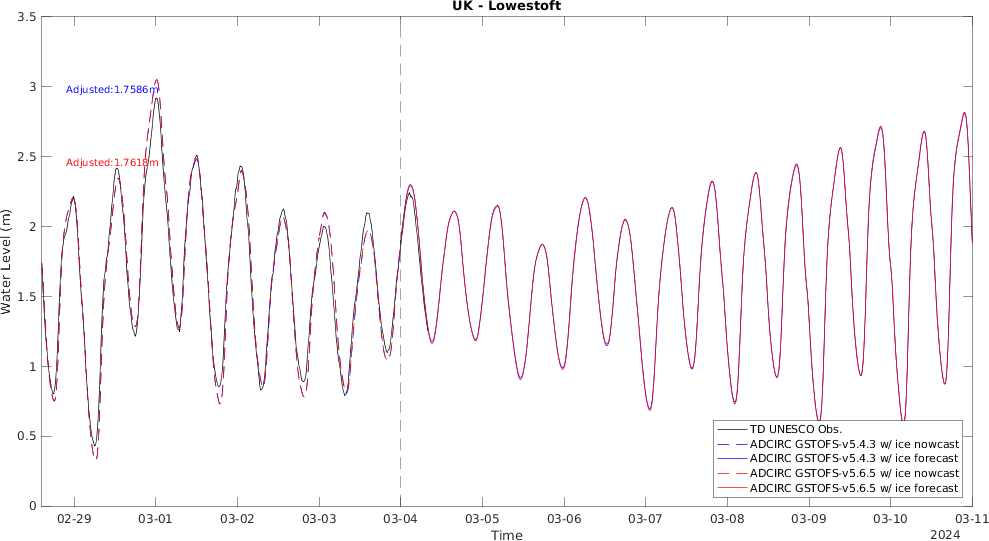 UK - Lowestoft
3.5
3
2.5
2
1.5
1
0.5
0
Water Level (m)
Adjusted:1.7586m
Adjusted:1.7618m
TD UNESCO Obs.
ADCIRC GSTOFS-v5.4.3 w/ ice nowcast
ADCIRC GSTOFS-v5.4.3 w/ ice forecast
ADCIRC GSTOFS-v5.6.5 w/ ice nowcast
ADCIRC GSTOFS-v5.6.5 w/ ice forecast
02-29 03-01 03-02 03-03 03-04 03-05 03-06 03-07 03-08 03-09 03-10 03-11
Time
2024